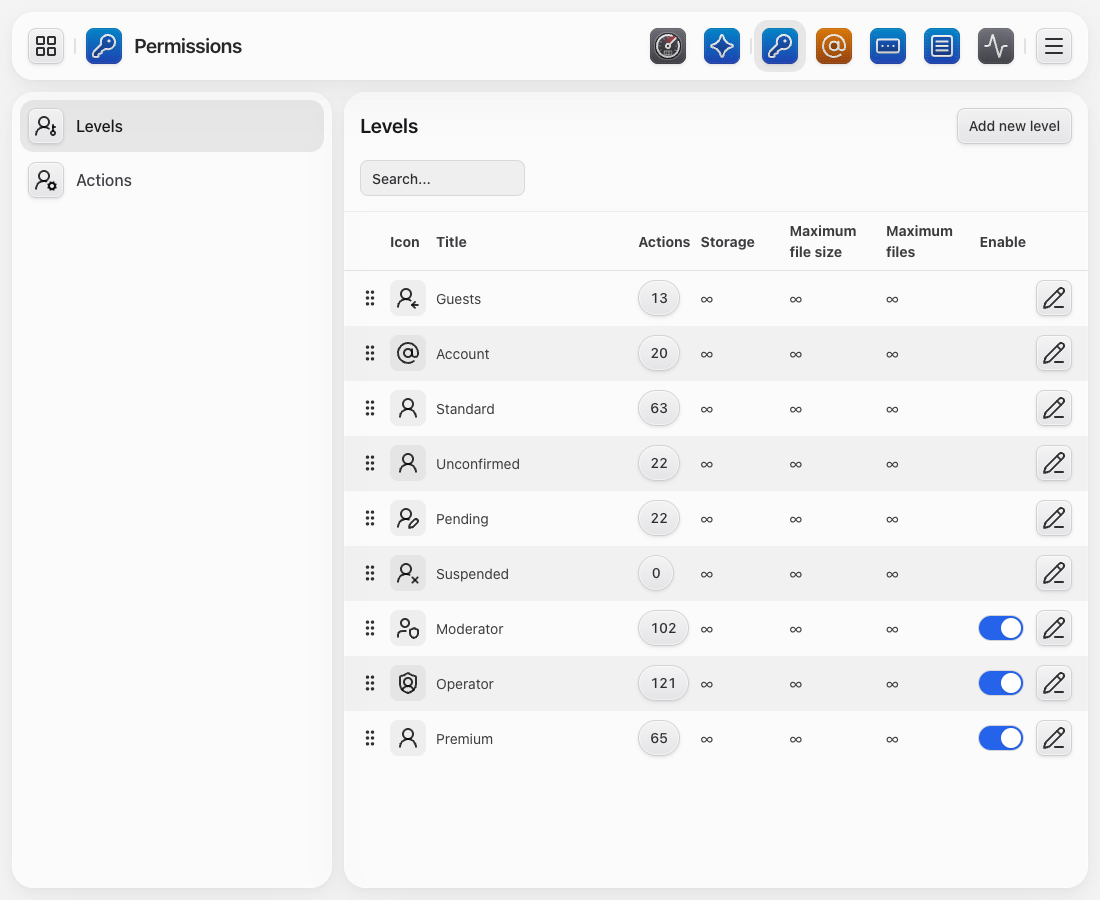 Permissions
Levels
Actions
Levels
Add new level
Search...
Icon Title Actions Storage Maximum file size Maximum files Enable
Guests 13 ∞ ∞ ∞
Account 20 ∞ ∞ ∞
Standard 63 ∞ ∞ ∞
Unconfirmed 22 ∞ ∞ ∞
Pending 22 ∞ ∞ ∞
Suspended 0 ∞ ∞ ∞
Moderator 102 ∞ ∞ ∞
Operator 121 ∞ ∞ ∞
Premium 65 ∞ ∞ ∞